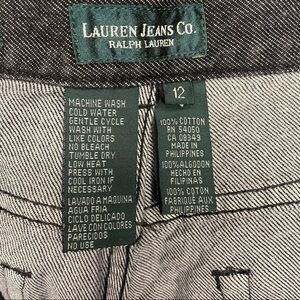 LAUREN JEANS CO.
RALPH LAUREN
MACHINE WASH
COLD WATER
GENTLE CYCLE
WASH WITH
LIKE COLORS
NO BLEACH
TUMBLE DRY
LOW HEAT
PRESS WITH
COOL IRON IF
NECESSARY
LAVADO A MAQUINA
AGUA FRIA
CICLO DELICADO
LAVE CON COLORES
PARECIDOS
NO USE
12
100% COTTON
RN 54050
CA 08349
MADE IN
PHILIPPINES
100% ALGODON
HECHO EN
FILIPINAS
100% COTON
FABRIQUE AUX
PHILIPPINES